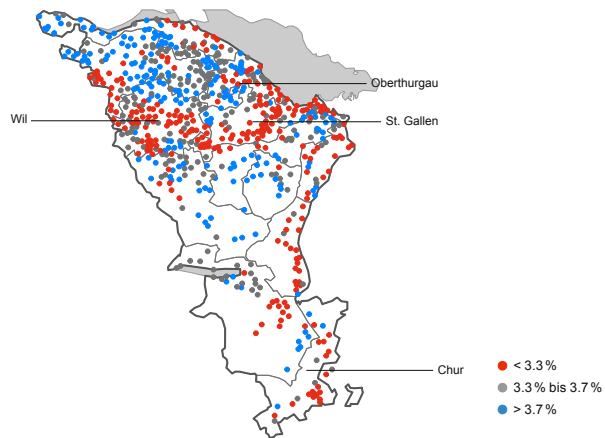 Oberthurgau
Wil
St. Gallen
Chur
< 3.3 %
3.3 % bis 3.7 %
> 3.7 %